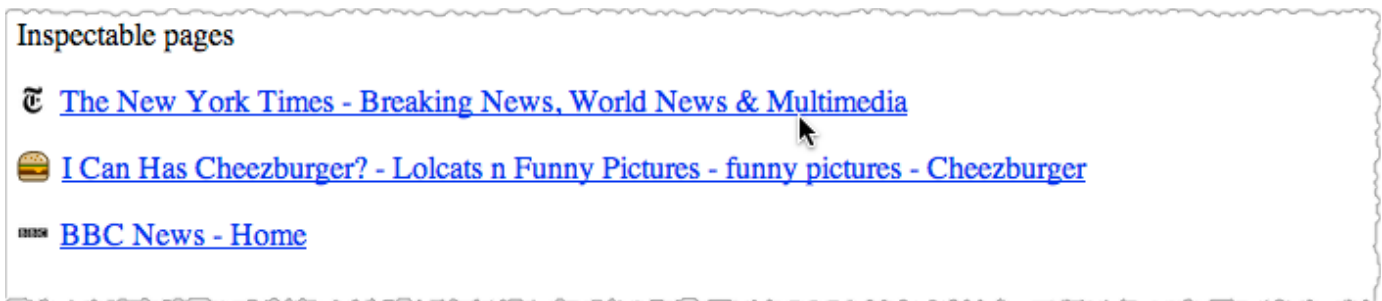 Inspectable pages
The New York Times - Breaking News, World News & Multimedia
I Can Has Cheezburger? - Lolcats n Funny Pictures - funny pictures - Cheezburger
BBC News - Home